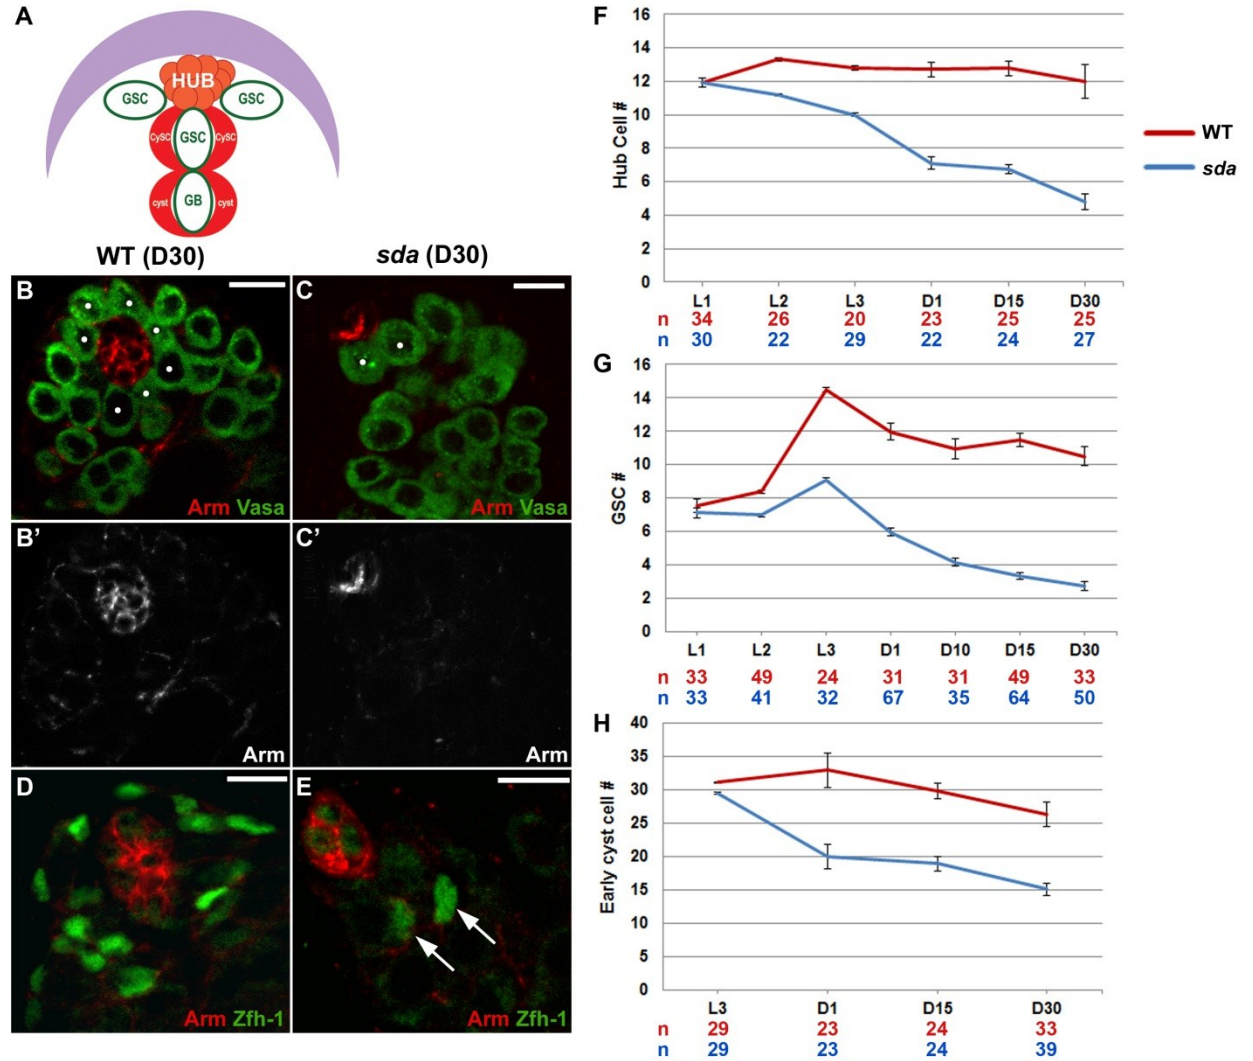 A
HUB
GSC GSC
CySC GSC CySC
cyst GB cyst
WT (D30) sda (D30)
B
Arm Vasa
C
Arm Vasa
B'
Arm
C'
Arm
D
Arm Zfh-1
E
Arm Zfh-1
F
Hub Cell #
16
14
12
10
8
6
4
2
0
L1 L2 L3 D1 D15 D30
n 34 26 20 23 25 25
n 30 22 29 22 24 27
WT
sda
G
GSC #
16
14
12
10
8
6
4
2
0
L1 L2 L3 D1 D10 D15 D30
n 33 49 24 31 31 49 33
n 33 41 32 67 35 64 50
H
Early cyst cell #
40
35
30
25
20
15
10
5
0
L3 D1 D15 D30
n 29 23 24 33
n 29 23 24 39